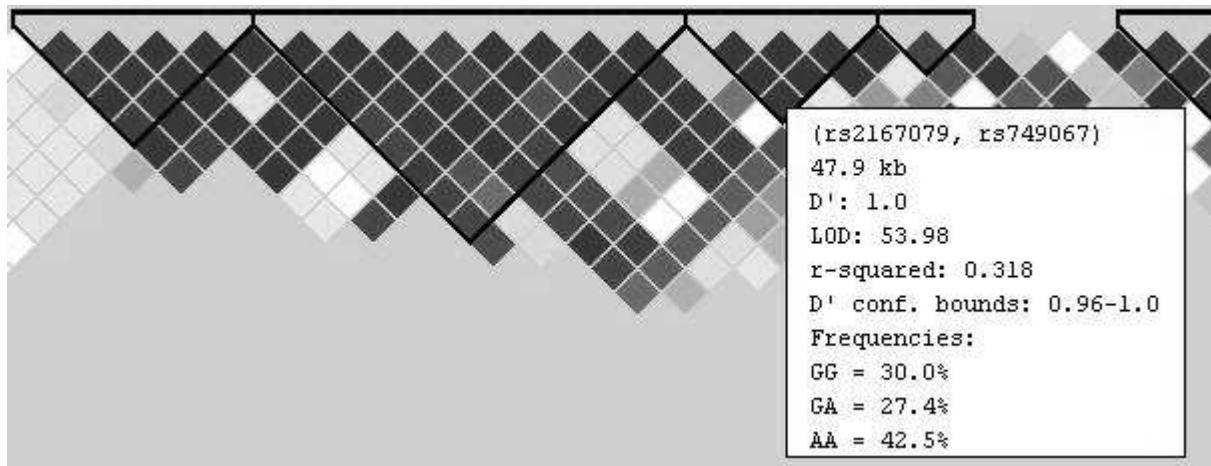 (rs2167079, rs749067)
47.9 kb
D': 1.0
LOD: 53.98
r-squared: 0.318
D' conf. bounds: 0.96-1.0
Frequencies:
GG = 30.0%
GA = 27.4%
AA = 42.5%